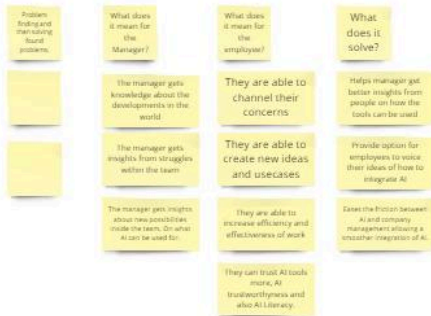 Problem
finding and
then solving
found
problems.
What does
it mean for
the
Manager?
What does
it mean for
the
employee?
What
does it
solve?
The manager gets
knowledge about the
developments in the
world
They are able to
channel their
concerns
Helps manager get
better insights from
people on how the
tools can be used
The manager gets
insights from struggles
within the team
They are able to
create new ideas
and usecases
Provide option for
employees to voice
their ideas of how to
integrate AI
The manager gets insights
about new possibilities
inside the team. On what
AI can be used for.
They are able to
increase efficiency and
effectiveness of work
Eases the friction between
AI and company
management allowing a
smoother integration of AI.
They can trust AI tools
more, AI
trustworthyness and
also AI Literacy.